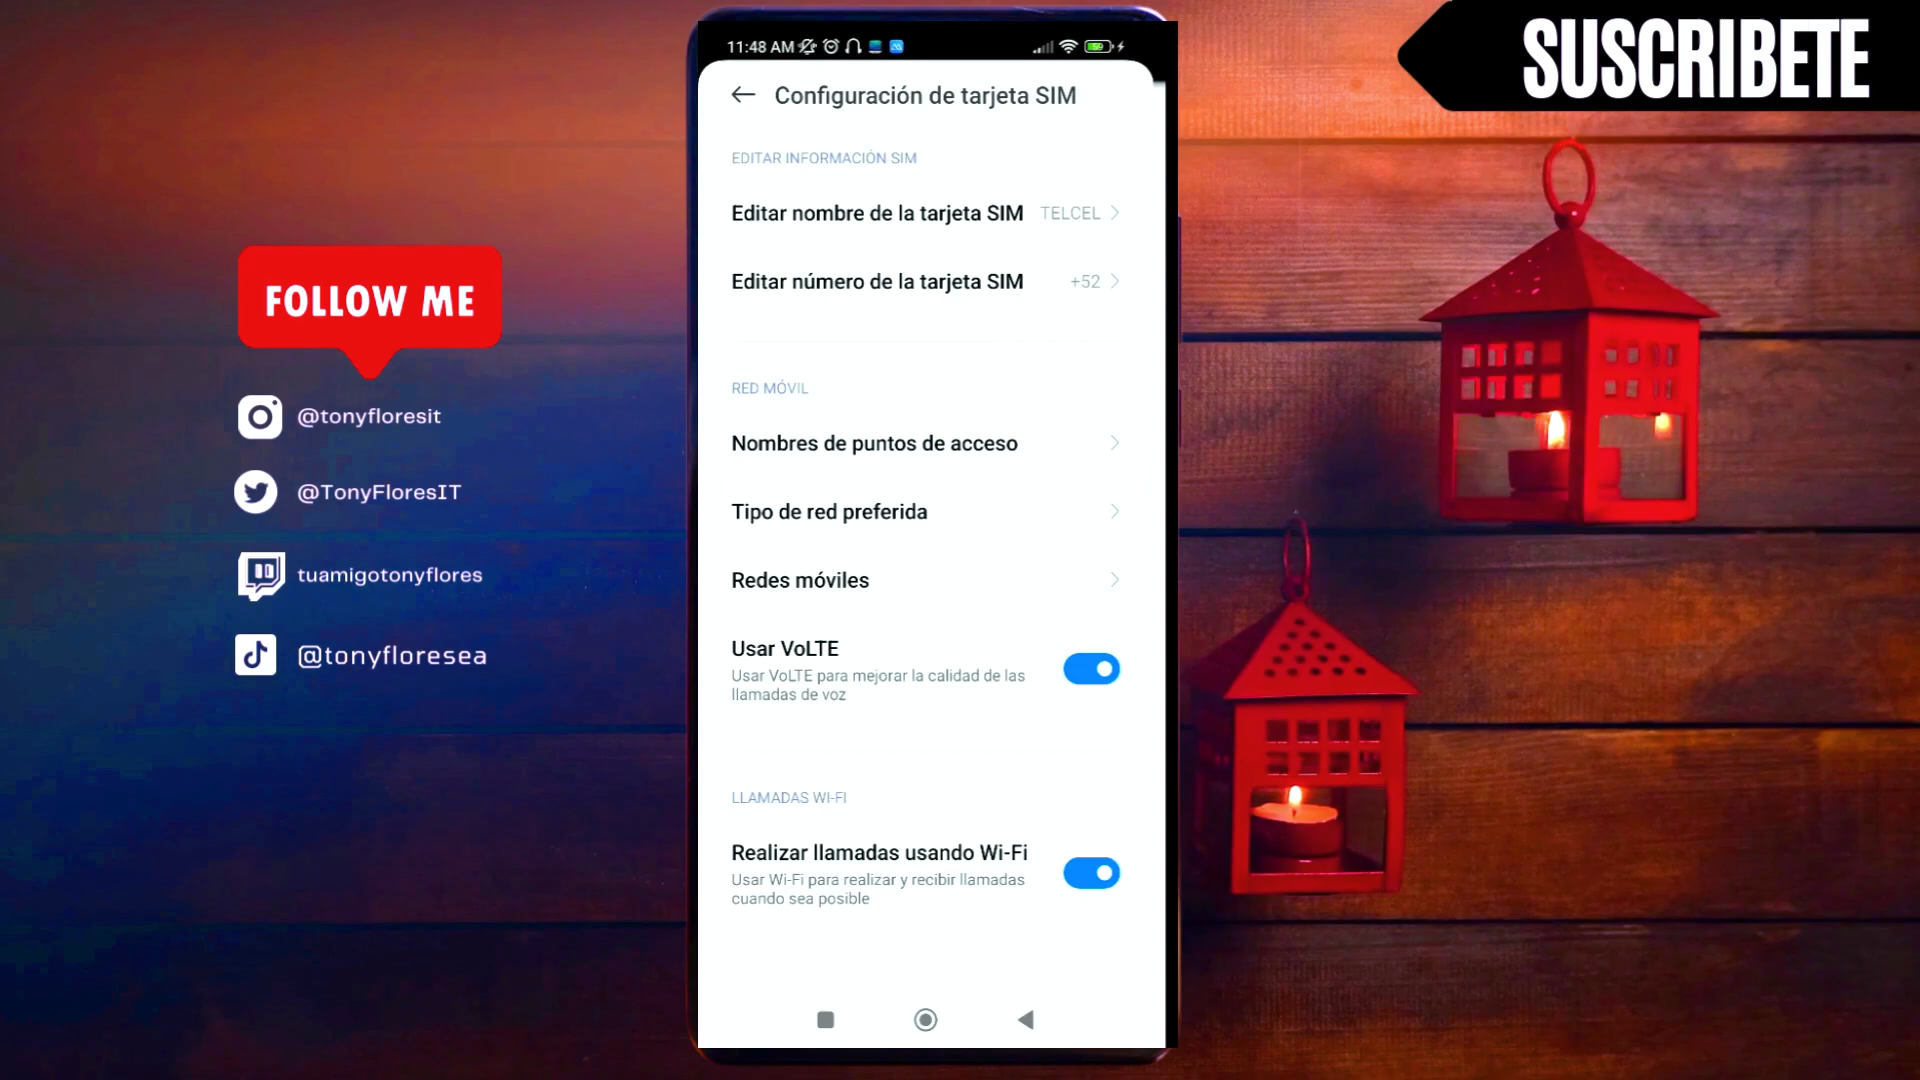 SUSCRIBETE
11:48 AM
59
Configuración de tarjeta SIM
EDITAR INFORMACIÓN SIM
Editar nombre de la tarjeta SIM TELCEL
Editar número de la tarjeta SIM +52
RED MÓVIL
Nombres de puntos de acceso
Tipo de red preferida
Redes móviles
Usar VoLTE
Usar VoLTE para mejorar la calidad de las
llamadas de voz
LLAMADAS WI-FI
Realizar llamadas usando Wi-Fi
Usar Wi-Fi para realizar y recibir llamadas
cuando sea posible
FOLLOW ME
@tonyfloresit
@TonyFloresIT
tuamigotonyflores
@tonyfloresea